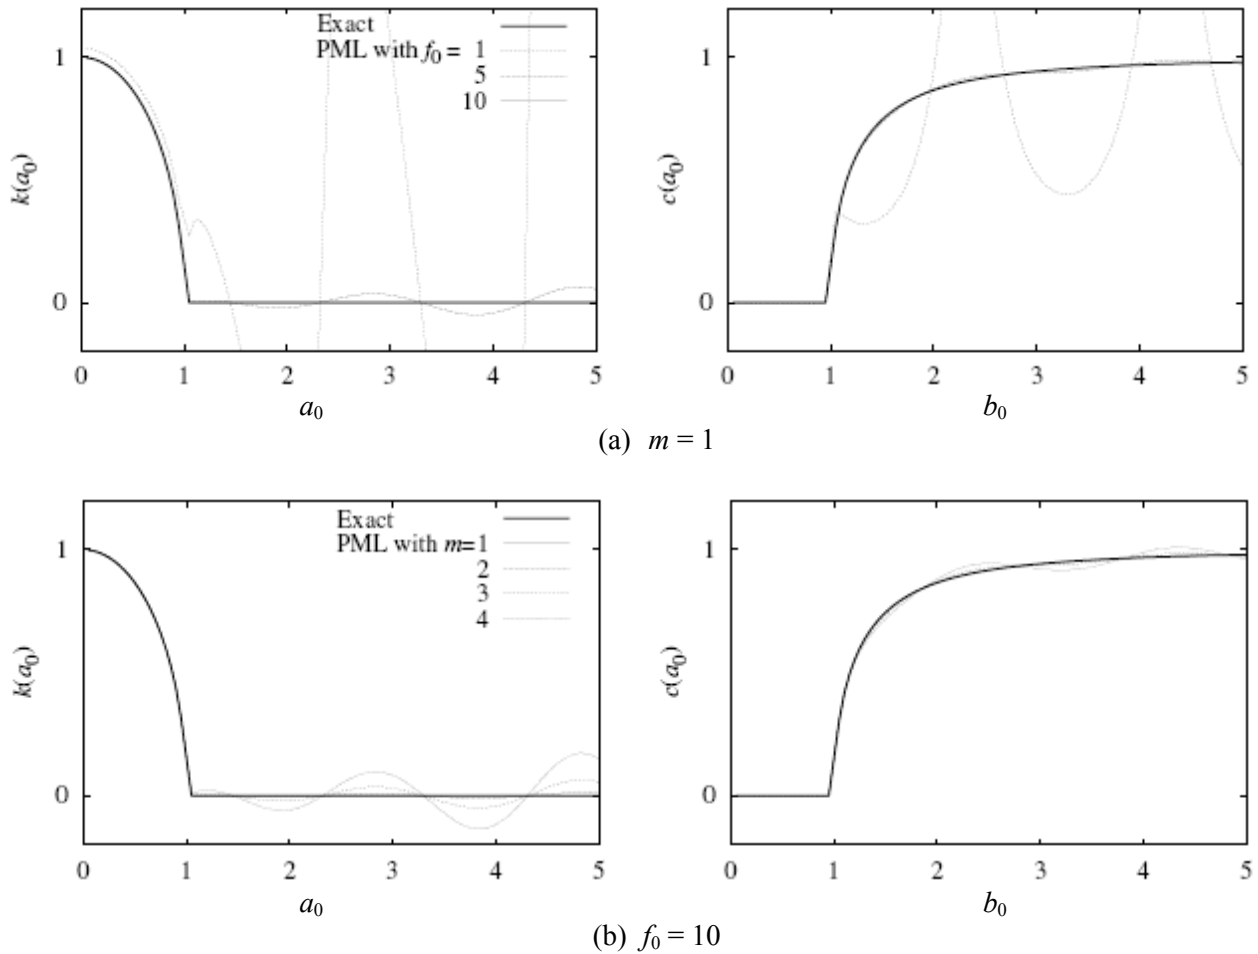 Exact
PML with f₀ = 1
5
10
1
0
k(a₀)
0 1 2 3 4 5
a₀
1
0
c(a₀)
0 1 2 3 4 5
b₀
(a) m = 1
Exact
PML with m=1
2
3
4
1
0
k(a₀)
0 1 2 3 4 5
a₀
1
0
c(a₀)
0 1 2 3 4 5
b₀
(b) f₀ = 10